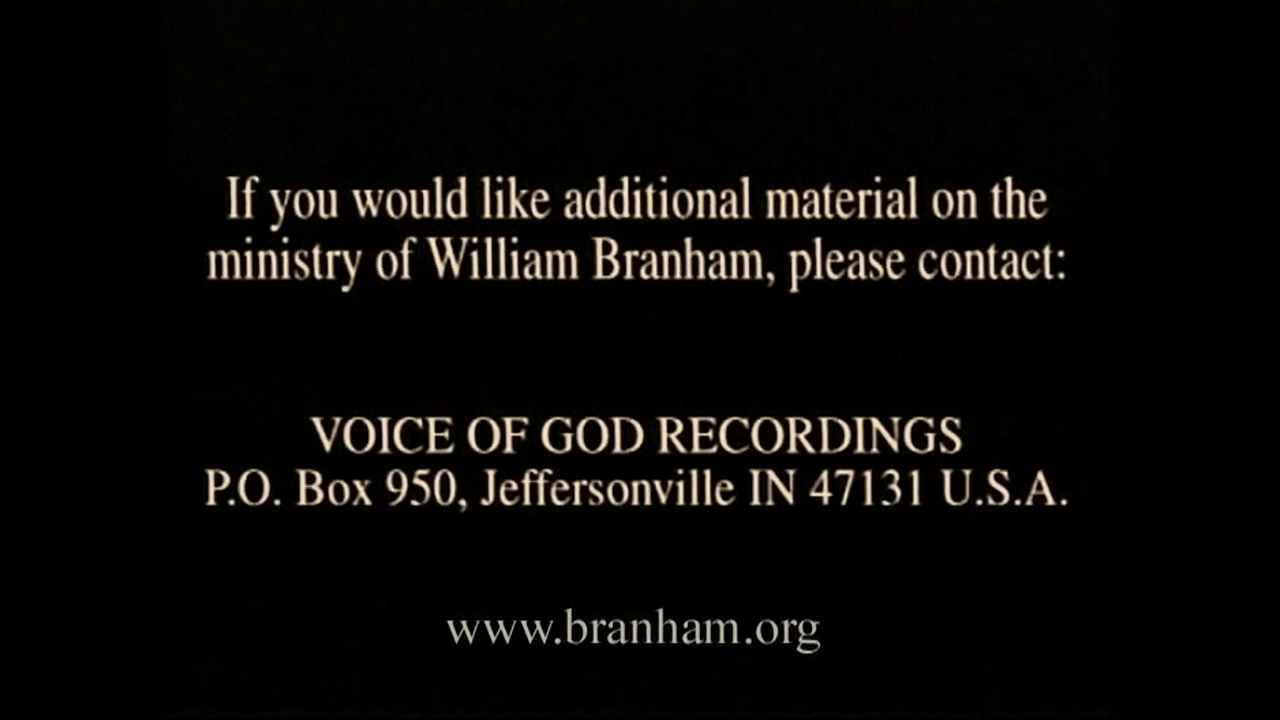 If you would like additional material on the
ministry of William Branham, please contact:
VOICE OF GOD RECORDINGS
P.O. Box 950, Jeffersonville IN 47131 U.S.A.
www.branham.org